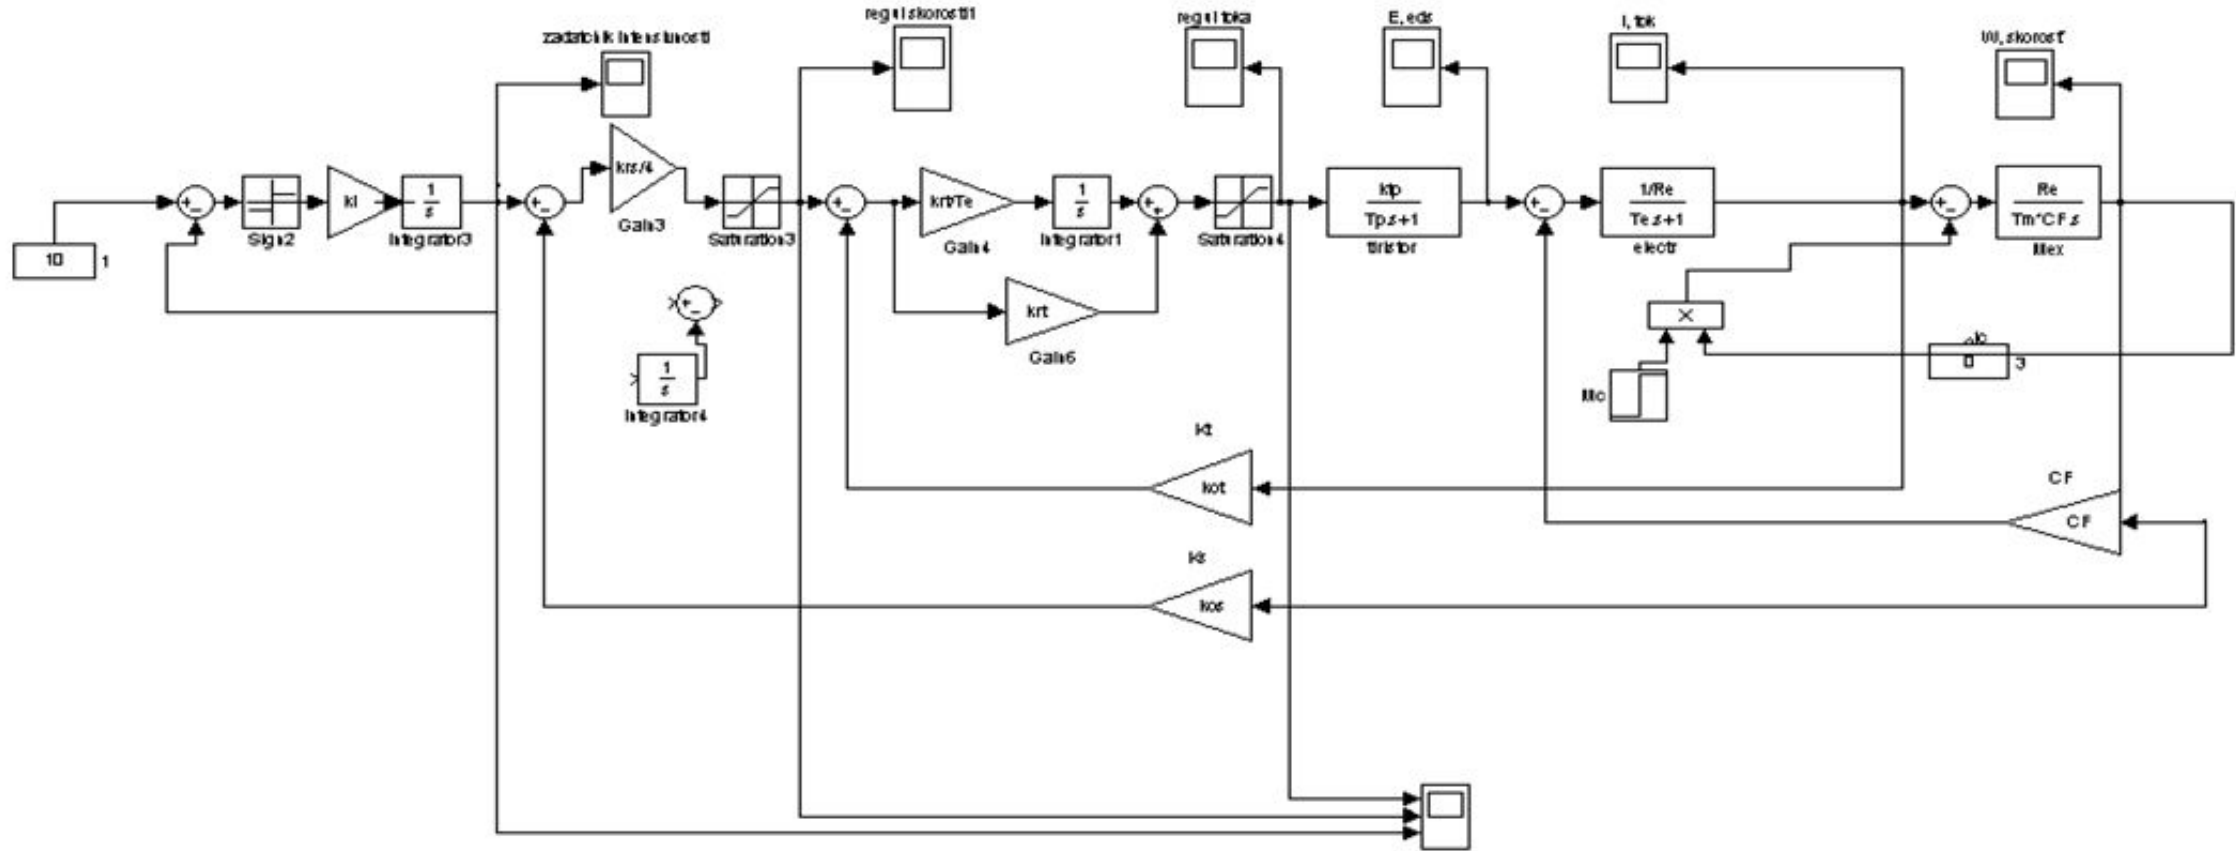 regul skorosti1
regul toka
E, eds
I, tok
W, skorost'
zadatchik intensivnosti
krs/4
ki
1
s
1
s
krt/Te
ktp
Tp.s+1
1/Re
Te.s+1
Re
Tm*CF.s
Sign2
Integrator3
Gain3
Saturation3
Gain4
Integrator1
Saturation4
tiristor
electr
Mex
10
1
krt
Gain5
Ic
0
3
1
s
Integrator4
Mc
kt
kot
CF
CF
ks
kos